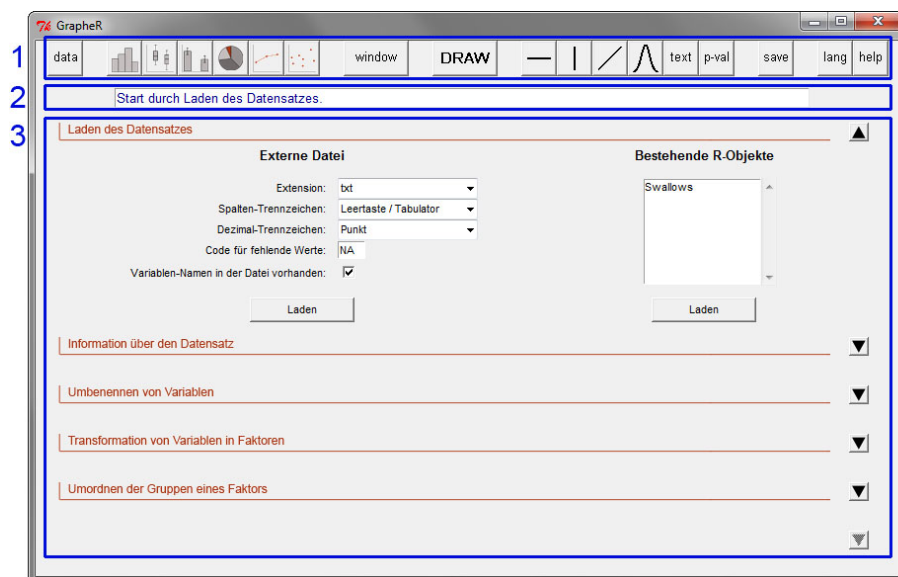 GrapheR
1
data window DRAW text p-val save lang help
2
Start durch Laden des Datensatzes.
3
Laden des Datensatzes
Externe Datei
Extension: txt
Spalten-Trennzeichen: Leertaste / Tabulator
Dezimal-Trennzeichen: Punkt
Code für fehlende Werte: NA
Variablen-Namen in der Datei vorhanden:
Laden
Bestehende R-Objekte
Swallows
Laden
Information über den Datensatz
Umbenennen von Variablen
Transformation von Variablen in Faktoren
Umordnen der Gruppen eines Faktors